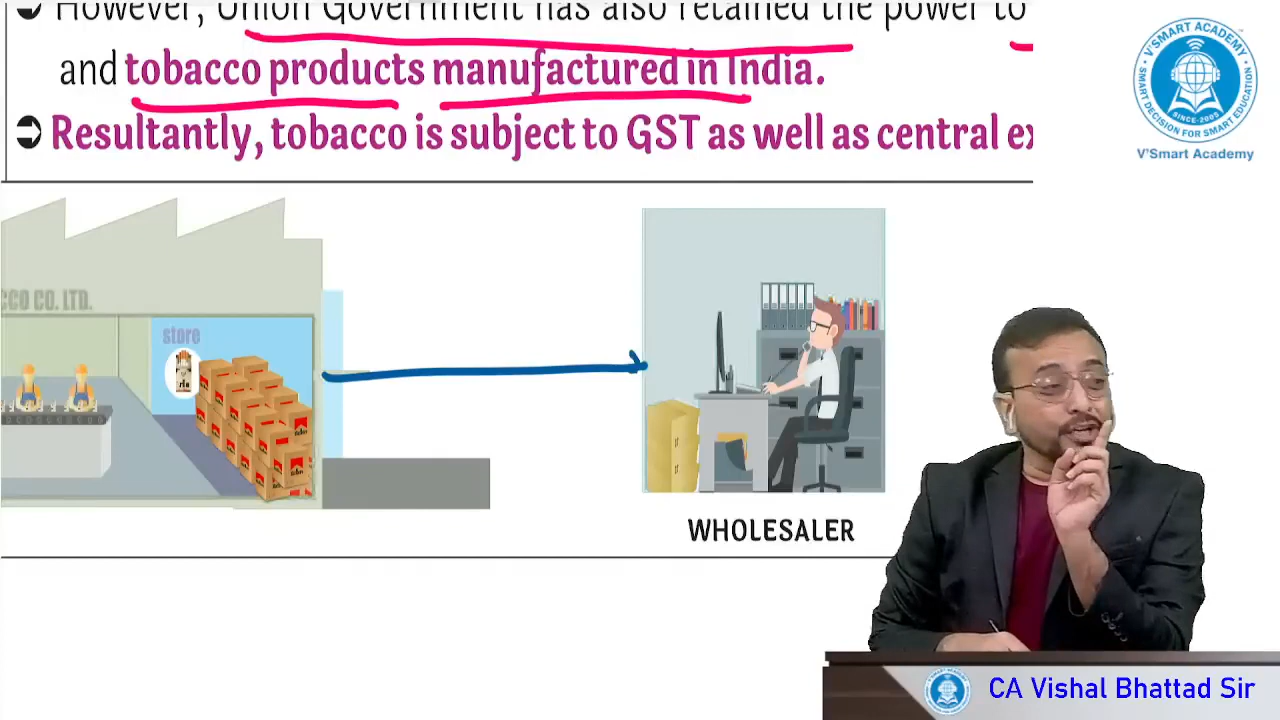 However, Union Government has also retained the power to
and tobacco products manufactured in India.
➲ Resultantly, tobacco is subject to GST as well as central
CCO CO. LTD.
store
WHOLESALER
V'SMART ACADEMY
SMART DECISION FOR SMART EDUCATION
SINCE-2005
V'Smart Academy
CA Vishal Bhattad Sir